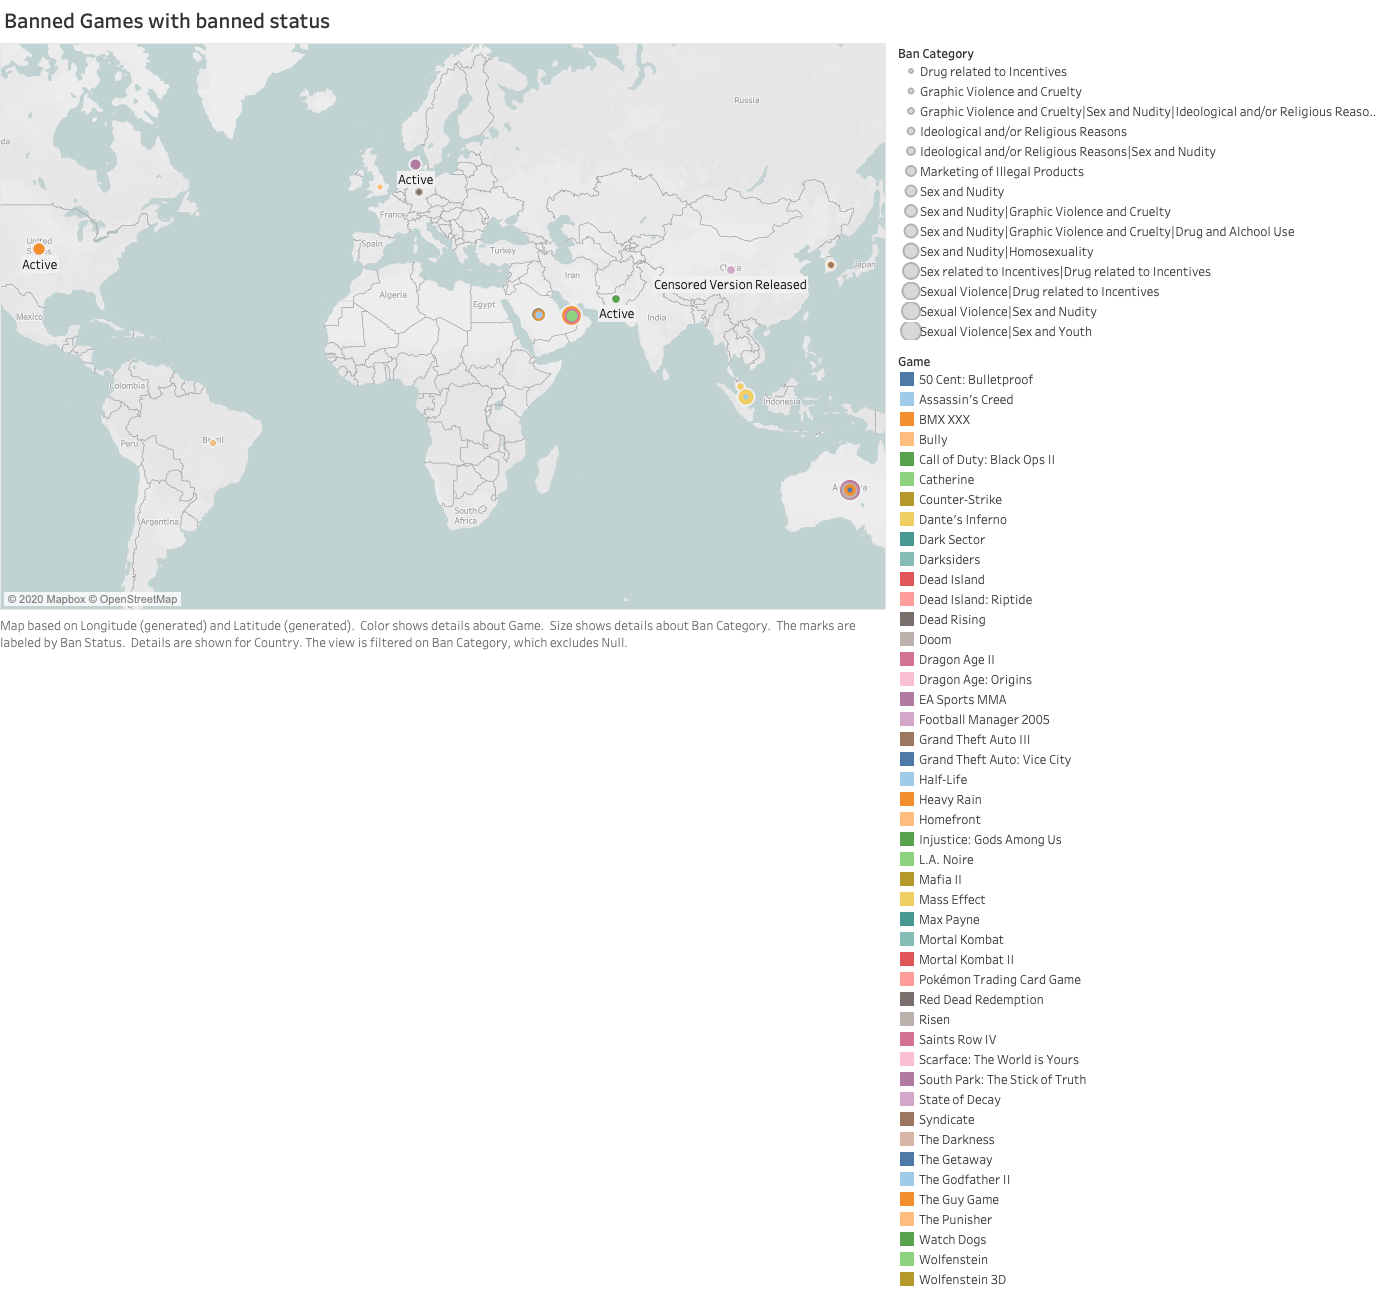 Banned Games with banned status
Russia
da
Active
France
United
Spain
Turkey
Active
Japan
Iran
Censored Version Released
Algeria
Egypt
Active
India
Mexico
Colombia
Indonesia
Peru
South
Africa
Argentina
© 2020 Mapbox © OpenStreetMap
Map based on Longitude (generated) and Latitude (generated).  Color shows details about Game.  Size shows details about Ban Category.  The marks are
labeled by Ban Status.  Details are shown for Country. The view is filtered on Ban Category, which excludes Null.
Ban Category
Drug related to Incentives
Graphic Violence and Cruelty
Graphic Violence and Cruelty|Sex and Nudity|Ideological and/or Religious Reaso..
Ideological and/or Religious Reasons
Ideological and/or Religious Reasons|Sex and Nudity
Marketing of Illegal Products
Sex and Nudity
Sex and Nudity|Graphic Violence and Cruelty
Sex and Nudity|Graphic Violence and Cruelty|Drug and Alchool Use
Sex and Nudity|Homosexuality
Sex related to Incentives|Drug related to Incentives
Sexual Violence|Drug related to Incentives
Sexual Violence|Sex and Nudity
Sexual Violence|Sex and Youth
Game
50 Cent: Bulletproof
Assassin's Creed
BMX XXX
Bully
Call of Duty: Black Ops II
Catherine
Counter-Strike
Dante's Inferno
Dark Sector
Darksiders
Dead Island
Dead Island: Riptide
Dead Rising
Doom
Dragon Age II
Dragon Age: Origins
EA Sports MMA
Football Manager 2005
Grand Theft Auto III
Grand Theft Auto: Vice City
Half-Life
Heavy Rain
Homefront
Injustice: Gods Among Us
L.A. Noire
Mafia II
Mass Effect
Max Payne
Mortal Kombat
Mortal Kombat II
Pokémon Trading Card Game
Red Dead Redemption
Risen
Saints Row IV
Scarface: The World is Yours
South Park: The Stick of Truth
State of Decay
Syndicate
The Darkness
The Getaway
The Godfather II
The Guy Game
The Punisher
Watch Dogs
Wolfenstein
Wolfenstein 3D